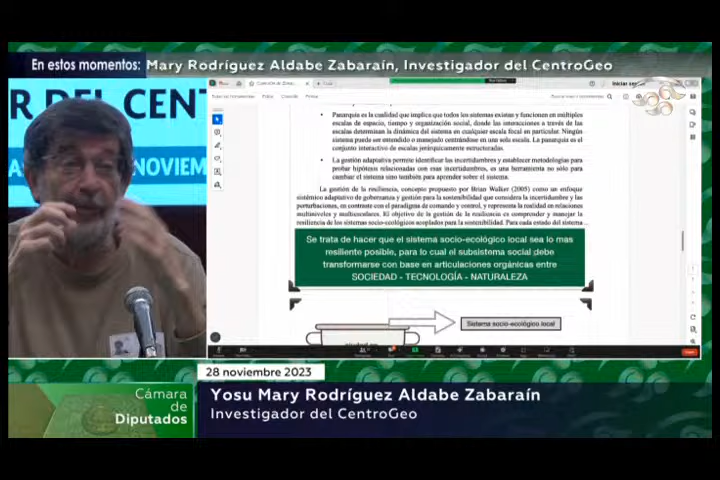 En estos momentos: Mary Rodríguez Aldabe Zabaraín, Investigador del CentroGeo
R DEL CENT
NOVIEM
Iniciar
Panarquía es la cualidad que implica que todos los sistemas existan y funcionen en múltiples
escalas de espacio, tiempo y organización social, donde las interacciones a través de las
escalas determinan la dinámica del sistema en cualquier escala focal en particular. Ningún
sistema puede ser entendido o manejado centrándose en una sola escala. La panarquía es el
conjunto interactivo de escalas jerárquicamente estructuradas.
• La gestión adaptativa permite identificar las incertidumbres y establecer metodologías para
probar hipótesis relacionadas con esas incertidumbres, es una herramienta no sólo para
cambiar el sistema sino también para aprender sobre el sistema.
La gestión de la resiliencia, concepto propuesto por Brian Walker (2005) como un enfoque
sistémico adaptativo de gobernanza y gestión para la sostenibilidad que considera la incertidumbre y las
perturbaciones, en contraste con el paradigma de comando y control, y representa la realidad en relaciones
multiniveles y multiescalares. El objetivo de la gestión de la resiliencia es comprender y manejar la
resiliencia de los sistemas socio-ecológicos acoplados para la sostenibilidad. Para cada estado del sistema
Se trata de hacer que el sistema socio-ecológico local sea lo mas
resiliente posible, para lo cual el subsistema social debe
transformarse con base en articulaciones orgánicas entre
SOCIEDAD - TECNOLOGÍA - NATURALEZA
Sistema socio-ecológico local
28 noviembre 2023
Cámara
de
Diputados
Yosu Mary Rodríguez Aldabe Zabaraín
Investigador del CentroGeo